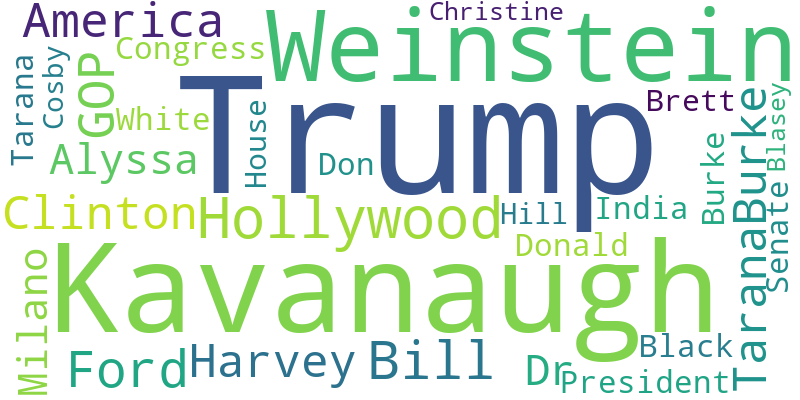 America
Christine
Weinstein
Congress
Tarana
Cosby
GOP
White
House
Trump
Brett
Blasey
Alyssa
Don
Burke
TaranaBurke
Senate
Clinton
Hollywood
Hill
India
Donald
Milano
Kavanaugh
Ford
Harvey
Bill
Dr
Black
President